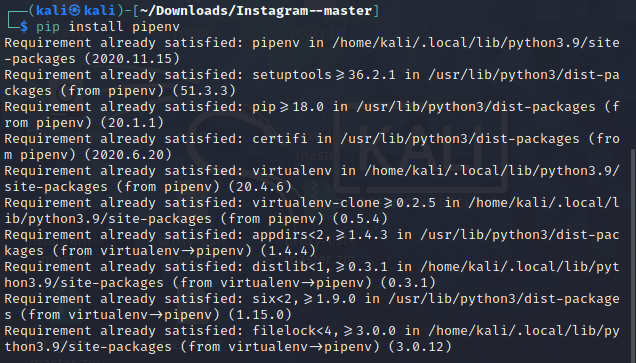 ┌──(kali㉿kali)-[~/Downloads/Instagram--master]
└─$ pip install pipenv
Requirement already satisfied: pipenv in /home/kali/.local/lib/python3.9/site
-packages (2020.11.15)
Requirement already satisfied: setuptools≥36.2.1 in /usr/lib/python3/dist-pa
ckages (from pipenv) (51.3.3)
Requirement already satisfied: pip≥18.0 in /usr/lib/python3/dist-packages (f
rom pipenv) (20.1.1)
Requirement already satisfied: certifi in /usr/lib/python3/dist-packages (fro
m pipenv) (2020.6.20)
Requirement already satisfied: virtualenv in /home/kali/.local/lib/python3.9/
site-packages (from pipenv) (20.4.6)
Requirement already satisfied: virtualenv-clone≥0.2.5 in /home/kali/.local/l
ib/python3.9/site-packages (from pipenv) (0.5.4)
Requirement already satisfied: appdirs<2,≥1.4.3 in /usr/lib/python3/dist-pac
kages (from virtualenv→pipenv) (1.4.4)
Requirement already satisfied: distlib<1,≥0.3.1 in /home/kali/.local/lib/pyt
hon3.9/site-packages (from virtualenv→pipenv) (0.3.1)
Requirement already satisfied: six<2,≥1.9.0 in /usr/lib/python3/dist-package
s (from virtualenv→pipenv) (1.15.0)
Requirement already satisfied: filelock<4,≥3.0.0 in /home/kali/.local/lib/py
thon3.9/site-packages (from virtualenv→pipenv) (3.0.12)
KALI